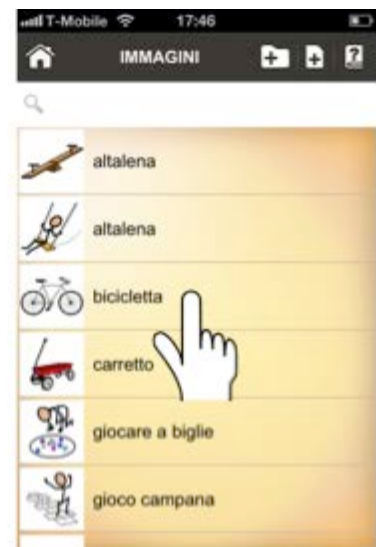 T-Mobile 17:46
IMMAGINI
altalena
altalena
bicicletta
carretto
giocare a biglie
gioco campana